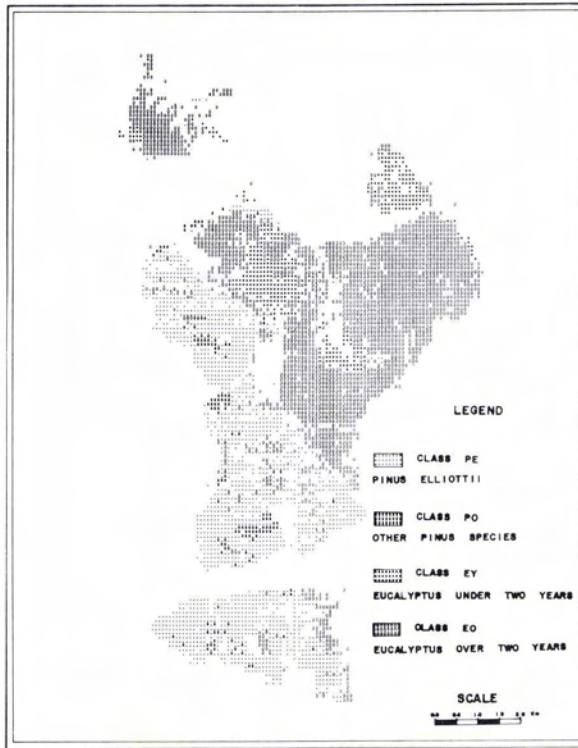 LEGEND
CLASS PE
PINUS ELLIOTTII
CLASS PO
OTHER PINUS SPECIES
CLASS EY
EUCALYPTUS UNDER TWO YEARS
CLASS EO
EUCALYPTUS OVER TWO YEARS
SCALE